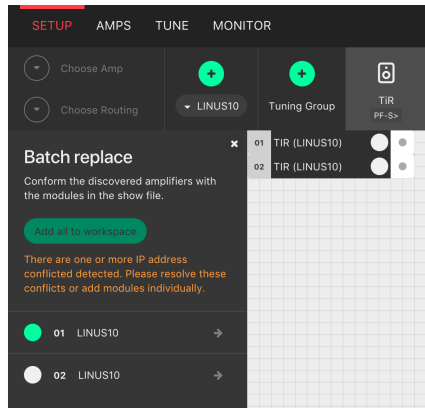 SETUP AMPS TUNE MONITOR
Choose Amp
Choose Routing
LINUS10
Tuning Group
TiR
PF-S>
Batch replace
Conform the discovered amplifiers with
the modules in the show file.
Add all to workspace
There are one or more IP address
conflicted detected. Please resolve these
conflicts or add modules individually.
01 LINUS10
02 LINUS10
01 TIR (LINUS10)
02 TIR (LINUS10)